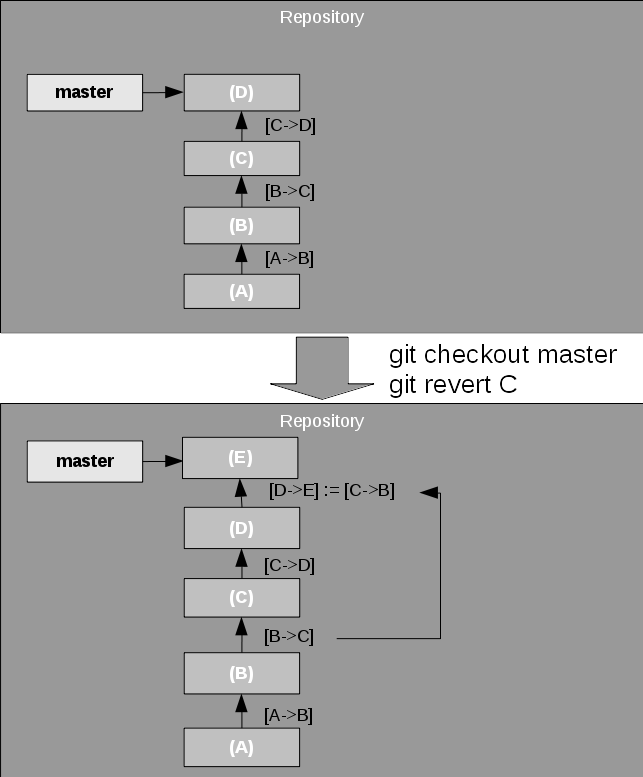 Repository
master
(D)
[C->D]
(C)
[B->C]
(B)
[A->B]
(A)
git checkout master
git revert C
Repository
master
(E)
[D->E] := [C->B]
(D)
[C->D]
(C)
[B->C]
(B)
[A->B]
(A)